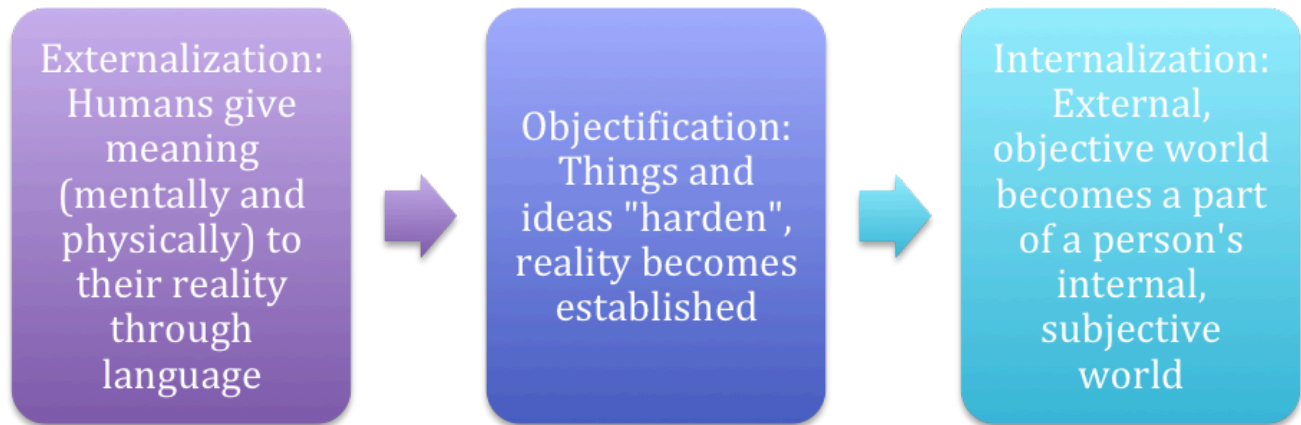 Externalization:
Humans give
meaning
(mentally and
physically) to
their reality
through
language
Objectification:
Things and
ideas "harden",
reality becomes
established
Internalization:
External,
objective world
becomes a part
of a person's
internal,
subjective
world